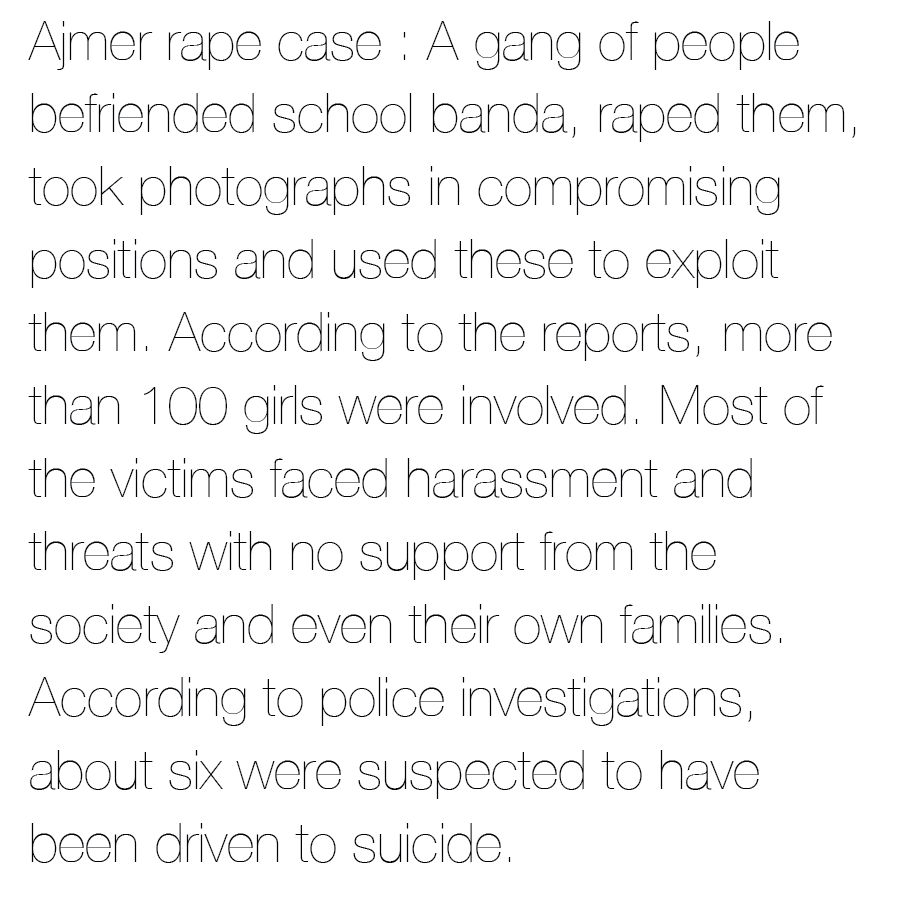 Ajmer rape case : A gang of people
befriended school banda, raped them,
took photographs in compromising
positions and used these to exploit
them. According to the reports, more
than 100 girls were involved. Most of
the victims faced harassment and
threats with no support from the
society and even their own families.
According to police investigations,
about six were suspected to have
been driven to suicide.